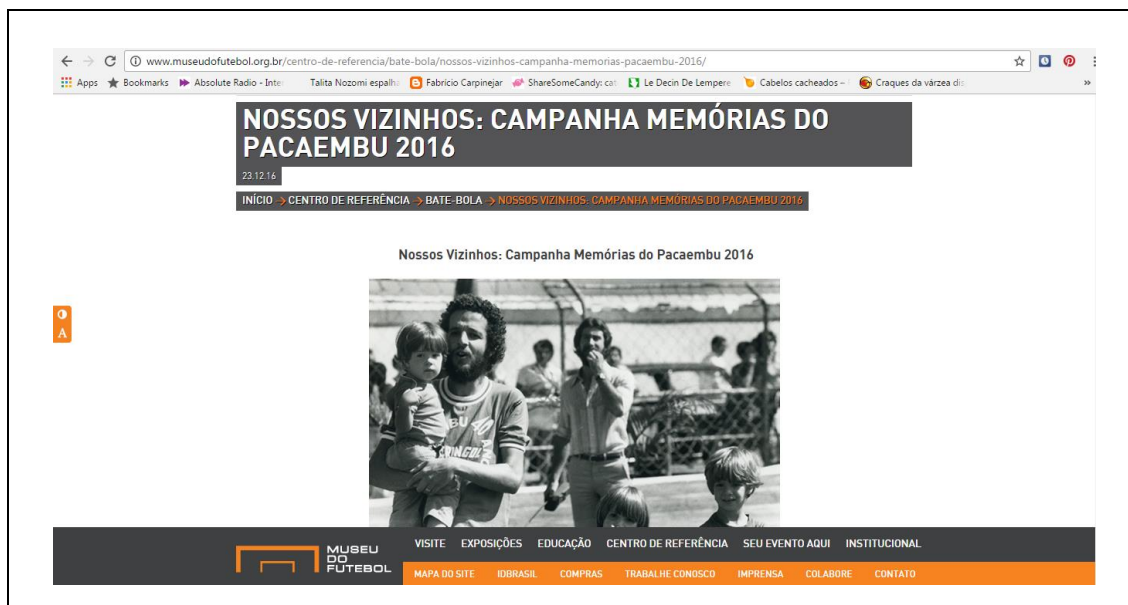 www.museudofutebol.org.br/centro-de-referencia/bate-bola/nossos-vizinhos-campanha-memorias-pacaembu-2016/
Apps Bookmarks Absolute Radio - Inte Talita Nozomi espalh Fabrício Carpinejar ShareSomeCandy: cat Le Decin De Lempere Cabelos cacheados – Craques da várzea dis »
NOSSOS VIZINHOS: CAMPANHA MEMÓRIAS DO
PACAEMBU 2016
23.12.16
INÍCIO → CENTRO DE REFERÊNCIA → BATE-BOLA → NOSSOS VIZINHOS: CAMPANHA MEMÓRIAS DO PACAEMBU 2016
Nossos Vizinhos: Campanha Memórias do Pacaembu 2016
A
BU 40
MUSEU
DO
FUTEBOL
VISITE EXPOSIÇÕES EDUCAÇÃO CENTRO DE REFERÊNCIA SEU EVENTO AQUI INSTITUCIONAL
MAPA DO SITE IDBRASIL COMPRAS TRABALHE CONOSCO IMPRENSA COLABORE CONTATO